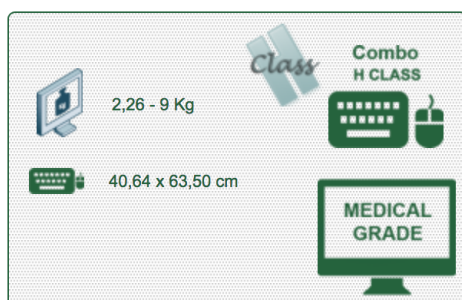 Class
Combo
H CLASS
2,26 - 9 Kg
40,64 x 63,50 cm
MEDICAL
GRADE